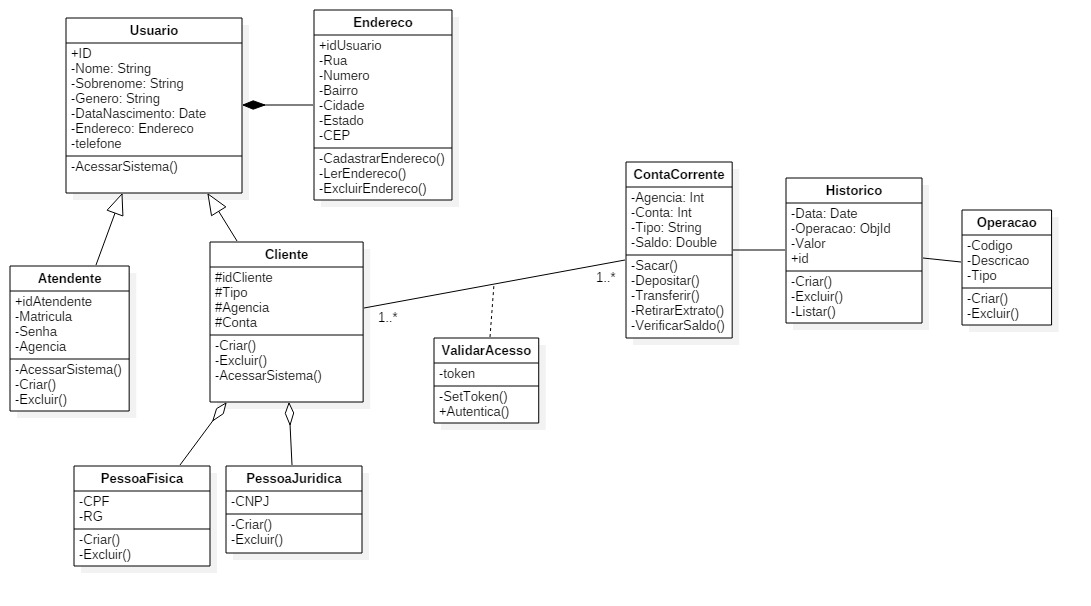 Usuario
+ID
-Nome: String
-Sobrenome: String
-Genero: String
-DataNascimento: Date
-Endereco: Endereco
-telefone
-AcessarSistema()
Endereco
+idUsuario
-Rua
-Numero
-Bairro
-Cidade
-Estado
-CEP
-CadastrarEndereco()
-LerEndereco()
-ExcluirEndereco()
Atendente
+idAtendente
-Matricula
-Senha
-Agencia
-AcessarSistema()
-Criar()
-Excluir()
Cliente
#idCliente
#Tipo
#Agencia
#Conta
-Criar()
-Excluir()
-AcessarSistema()
1..*
1..*
ValidarAcesso
-token
-SetToken()
+Autentica()
ContaCorrente
-Agencia: Int
-Conta: Int
-Tipo: String
-Saldo: Double
-Sacar()
-Depositar()
-Transferir()
-RetirarExtrato()
-VerificarSaldo()
Historico
-Data: Date
-Operacao: ObjId
-Valor
+id
-Criar()
-Excluir()
-Listar()
Operacao
-Codigo
-Descricao
-Tipo
-Criar()
-Excluir()
PessoaFisica
-CPF
-RG
-Criar()
-Excluir()
PessoaJuridica
-CNPJ
-Criar()
-Excluir()